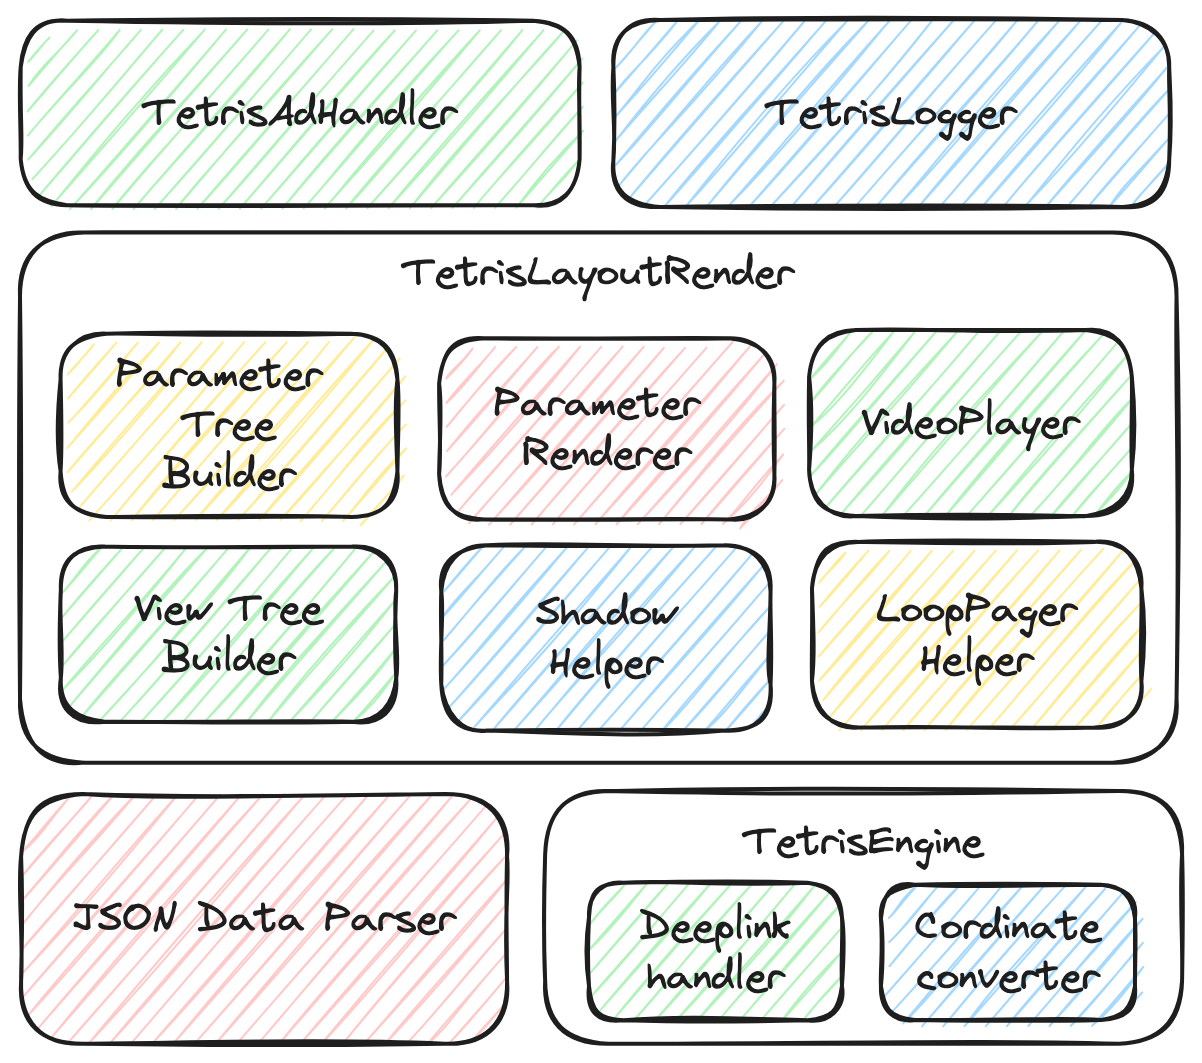 TetrisAdHandler
TetrisLogger
TetrisLayoutRender
Parameter
Tree
Builder
Parameter
Renderer
VideoPlayer
View Tree
Builder
Shadow
Helper
LoopPager
Helper
JSON Data Parser
TetrisEngine
Deeplink
handler
Cordinate
converter